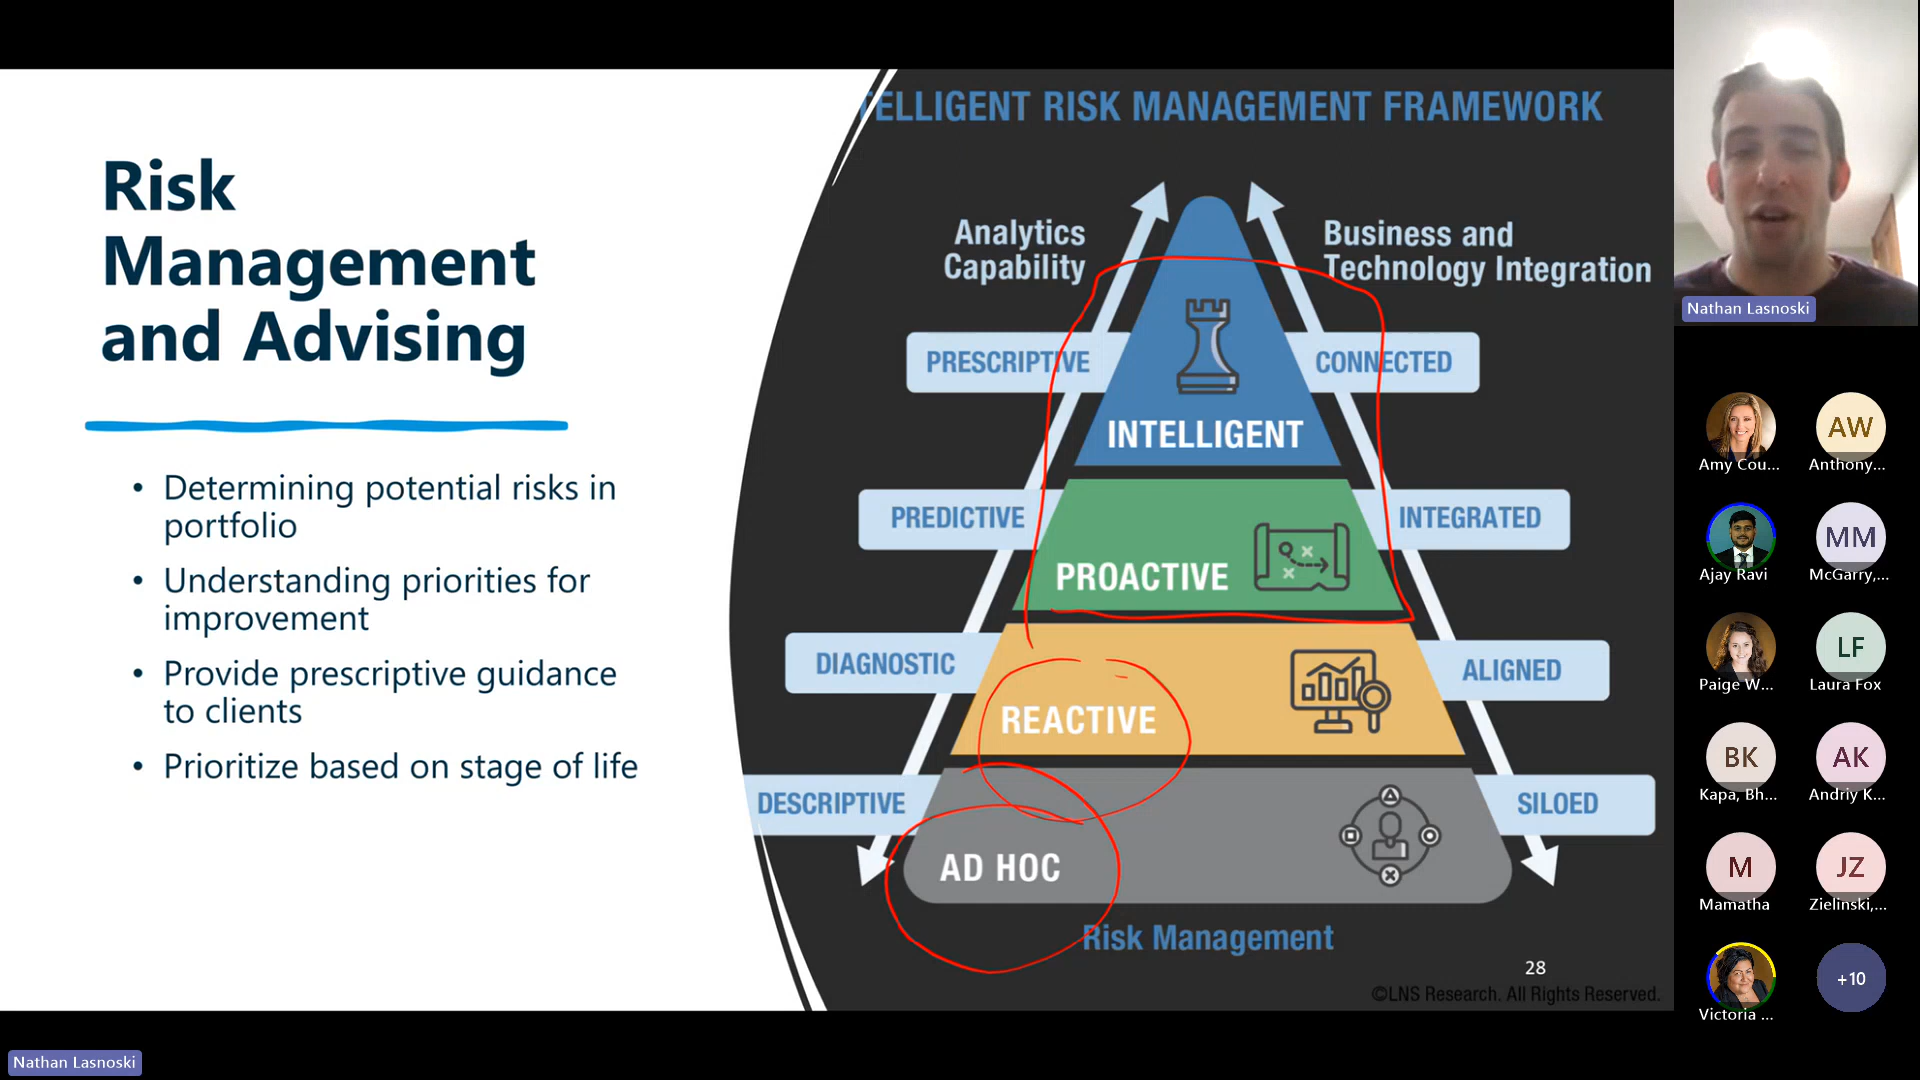 Risk
Management
and Advising
• Determining potential risks in
portfolio
• Understanding priorities for
improvement
• Provide prescriptive guidance
to clients
• Prioritize based on stage of life
TELLIGENT RISK MANAGEMENT FRAMEWORK
Analytics
Capability
Business and
Technology Integration
PRESCRIPTIVE
CONNECTED
INTELLIGENT
PREDICTIVE
INTEGRATED
PROACTIVE
DIAGNOSTIC
ALIGNED
REACTIVE
DESCRIPTIVE
SILOED
AD HOC
Risk Management
28
©LNS Research. All Rights Reserved.
Nathan Lasnoski
AW
Amy Cou...
Anthony...
MM
Ajay Ravi
McGarry,...
LF
Paige W...
Laura Fox
BK
AK
Kapa, Bh...
Andriy K...
M
JZ
Mamatha
Zielinski,...
+10
Victoria ...
Nathan Lasnoski